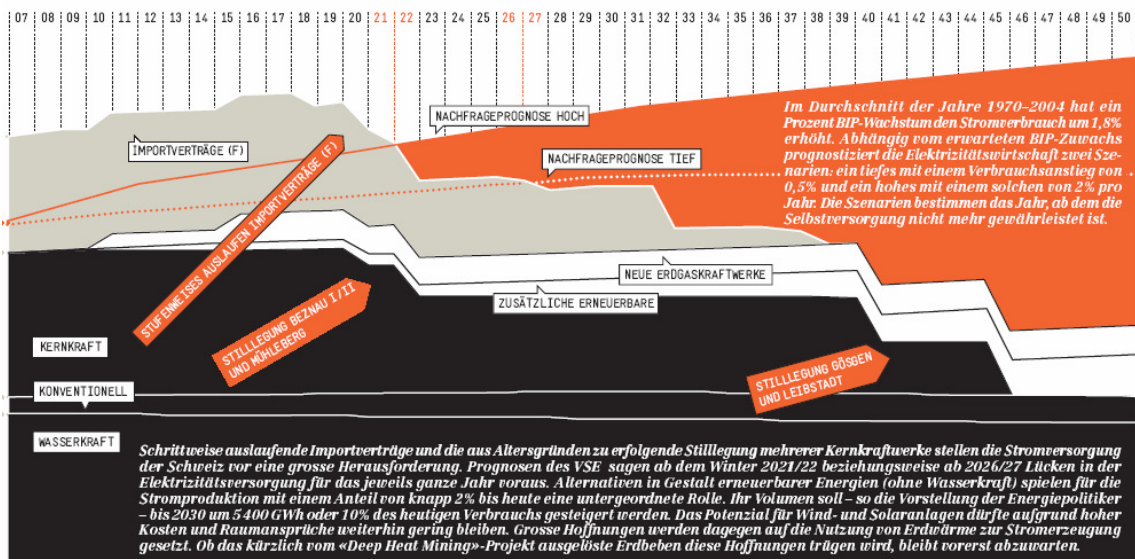 07 08 09 10 11 12 13 14 15 16 17 18 19 20 21 22 23 24 25 26 27 28 29 30 31 32 33 34 35 36 37 38 39 40 41 42 43 44 45 46 47 48 49 50
NACHFRAGEPROGNOSE HOCH
Im Durchschnitt der Jahre 1970–2004 hat ein
Prozent BIP-Wachstum den Stromverbrauch um 1,8%
erhöht. Abhängig vom erwarteten BIP-Zuwachs
prognostiziert die Elektrizitätswirtschaft zwei Sze-
narien: ein tiefes mit einem Verbrauchsanstieg von
0,5% und ein hohes mit einem solchen von 2% pro
Jahr. Die Szenarien bestimmen das Jahr, ab dem die
Selbstversorgung nicht mehr gewährleistet ist.
IMPORTVERTRÄGE (F)
NACHFRAGEPROGNOSE TIEF
STUFENWEISES AUSLAUFEN IMPORTVERTRÄGE (F)
NEUE ERDGASKRAFTWERKE
ZUSÄTZLICHE ERNEUERBARE
STILLLEGUNG BEZNAU I/II
UND MÜHLEBERG
KERNKRAFT
STILLLEGUNG GÖSGEN
UND LEIBSTADT
KONVENTIONELL
WASSERKRAFT
Schrittweise auslaufende Importverträge und die aus Altersgründen zu erfolgende Stilllegung mehrerer Kernkraftwerke stellen die Stromversorgung
der Schweiz vor eine grosse Herausforderung. Prognosen des VSE sagen ab dem Winter 2021/22 beziehungsweise ab 2026/27 Lücken in der
Elektrizitätsversorgung für das jeweils ganze Jahr voraus. Alternativen in Gestalt erneuerbarer Energien (ohne Wasserkraft) spielen für die
Stromproduktion mit einem Anteil von knapp 2% bis heute eine untergeordnete Rolle. Ihr Volumen soll – so die Vorstellung der Energiepolitiker
– bis 2030 um 5400 GWh oder 10% des heutigen Verbrauchs gesteigert werden. Das Potenzial für Wind- und Solaranlagen dürfte aufgrund hoher
Kosten und Raumansprüche weiterhin gering bleiben. Grosse Hoffnungen werden dagegen auf die Nutzung von Erdwärme zur Stromerzeugung
gesetzt. Ob das kürzlich vom «Deep Heat Mining»-Projekt ausgelöste Erdbeben diese Hoffnungen trügen wird, bleibt vorerst abzuwarten.